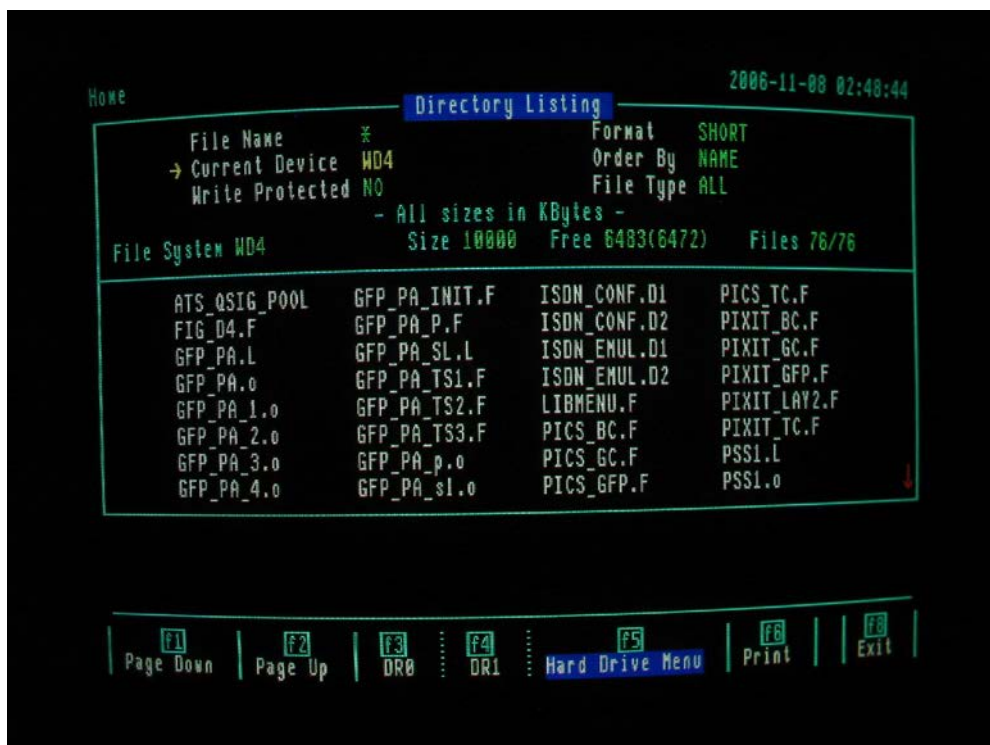 Home
2006-11-08 02:48:44
Directory Listing
File Name * Format SHORT
→ Current Device WD4 Order By NAME
Write Protected NO File Type ALL
- All sizes in KBytes -
File System WD4 Size 10000 Free 6483(6472) Files 76/76
ATS_QSIG_POOL GFP_PA_INIT.F ISDN_CONF.D1 PICS_TC.F
FIG_D4.F GFP_PA_P.F ISDN_CONF.D2 PIXIT_BC.F
GFP_PA.L GFP_PA_SL.L ISDN_EMUL.D1 PIXIT_GC.F
GFP_PA.o GFP_PA_TS1.F ISDN_EMUL.D2 PIXIT_GFP.F
GFP_PA_1.o GFP_PA_TS2.F LIBMENU.F PIXIT_LAY2.F
GFP_PA_2.o GFP_PA_TS3.F PICS_BC.F PIXIT_TC.F
GFP_PA_3.o GFP_PA_p.o PICS_GC.F PSS1.L
GFP_PA_4.o GFP_PA_sl.o PICS_GFP.F PSS1.o ↓
f1 f2 f3 f4 f5 f6 f8
Page Down Page Up DR0 DR1 Hard Drive Menu Print Exit